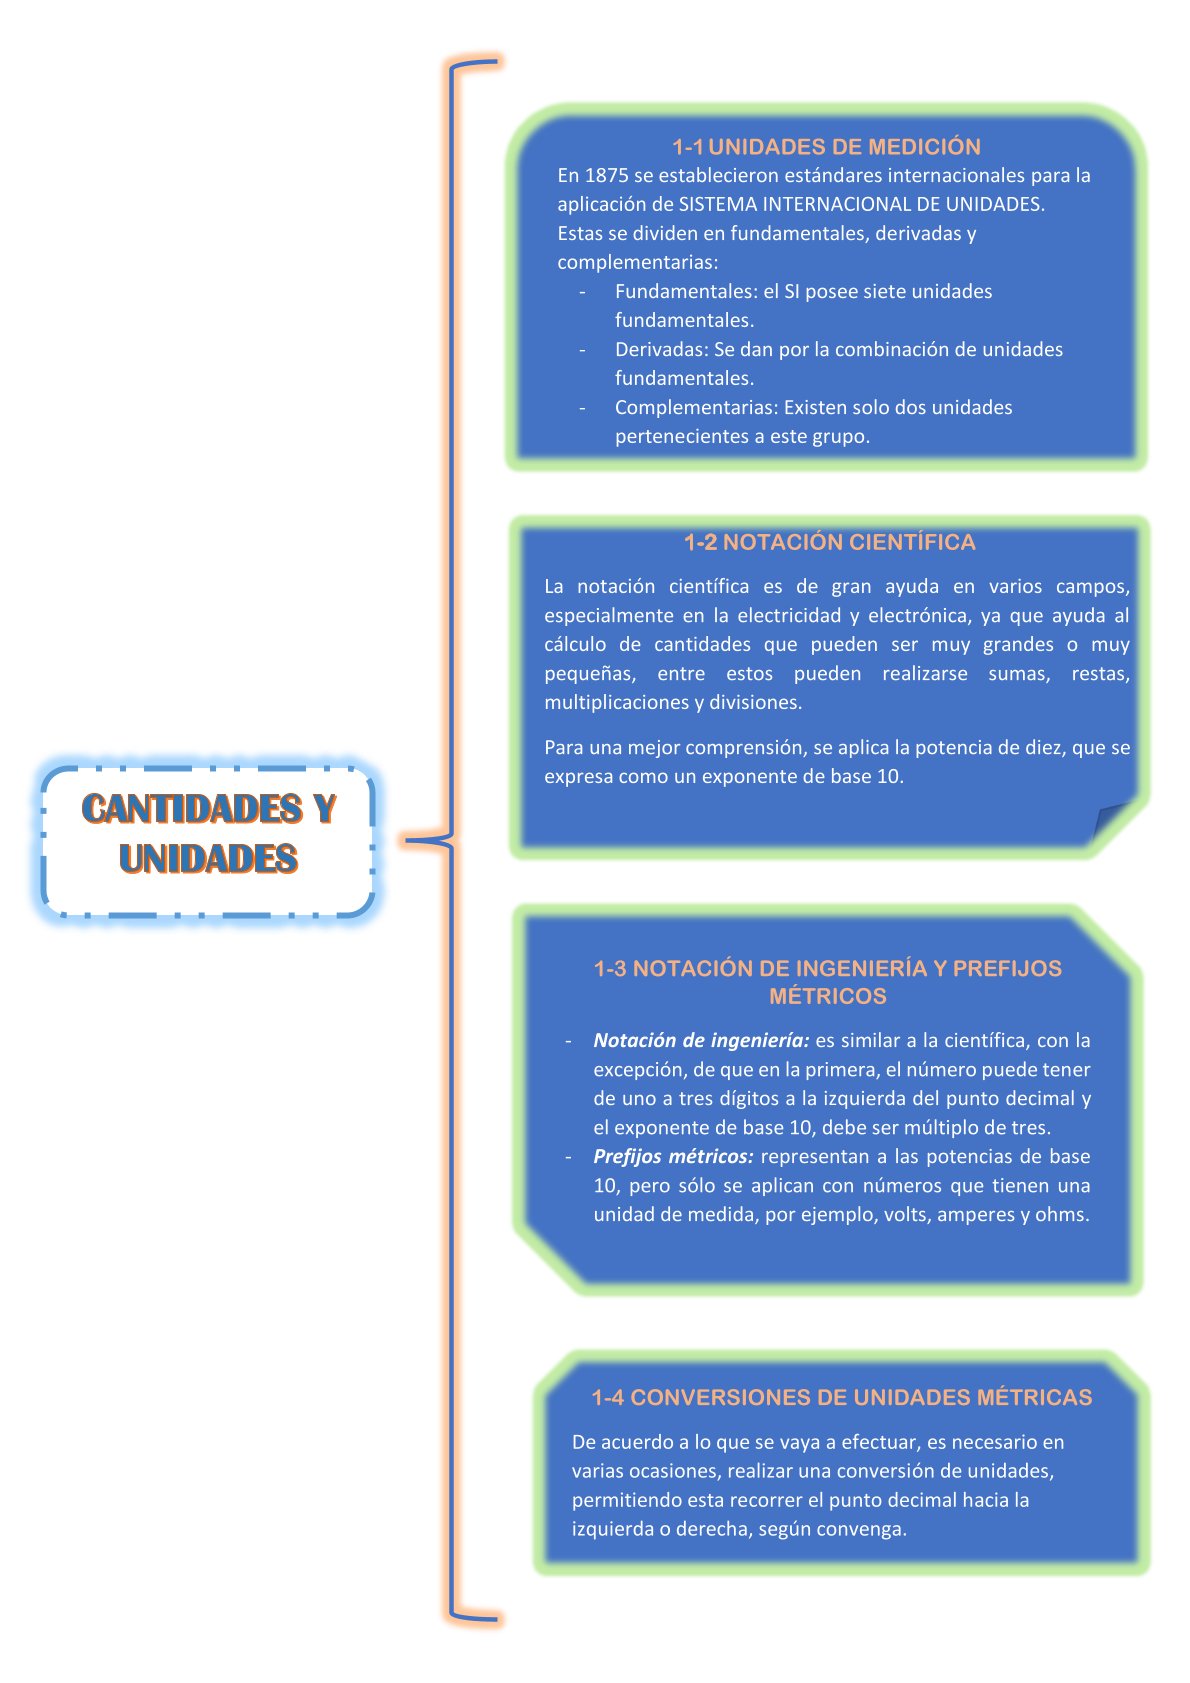 CANTIDADES Y
UNIDADES
1-1 UNIDADES DE MEDICIÓN
En 1875 se establecieron estándares internacionales para la
aplicación de SISTEMA INTERNACIONAL DE UNIDADES.
Estas se dividen en fundamentales, derivadas y
complementarias:
- Fundamentales: el SI posee siete unidades
fundamentales.
- Derivadas: Se dan por la combinación de unidades
fundamentales.
- Complementarias: Existen solo dos unidades
pertenecientes a este grupo.
1-2 NOTACIÓN CIENTÍFICA
La notación científica es de gran ayuda en varios campos,
especialmente en la electricidad y electrónica, ya que ayuda al
cálculo de cantidades que pueden ser muy grandes o muy
pequeñas, entre estos pueden realizarse sumas, restas,
multiplicaciones y divisiones.
Para una mejor comprensión, se aplica la potencia de diez, que se
expresa como un exponente de base 10.
1-3 NOTACIÓN DE INGENIERÍA Y PREFIJOS
MÉTRICOS
- Notación de ingeniería: es similar a la científica, con la
excepción, de que en la primera, el número puede tener
de uno a tres dígitos a la izquierda del punto decimal y
el exponente de base 10, debe ser múltiplo de tres.
- Prefijos métricos: representan a las potencias de base
10, pero sólo se aplican con números que tienen una
unidad de medida, por ejemplo, volts, amperes y ohms.
1-4 CONVERSIONES DE UNIDADES MÉTRICAS
De acuerdo a lo que se vaya a efectuar, es necesario en
varias ocasiones, realizar una conversión de unidades,
permitiendo esta recorrer el punto decimal hacia la
izquierda o derecha, según convenga.